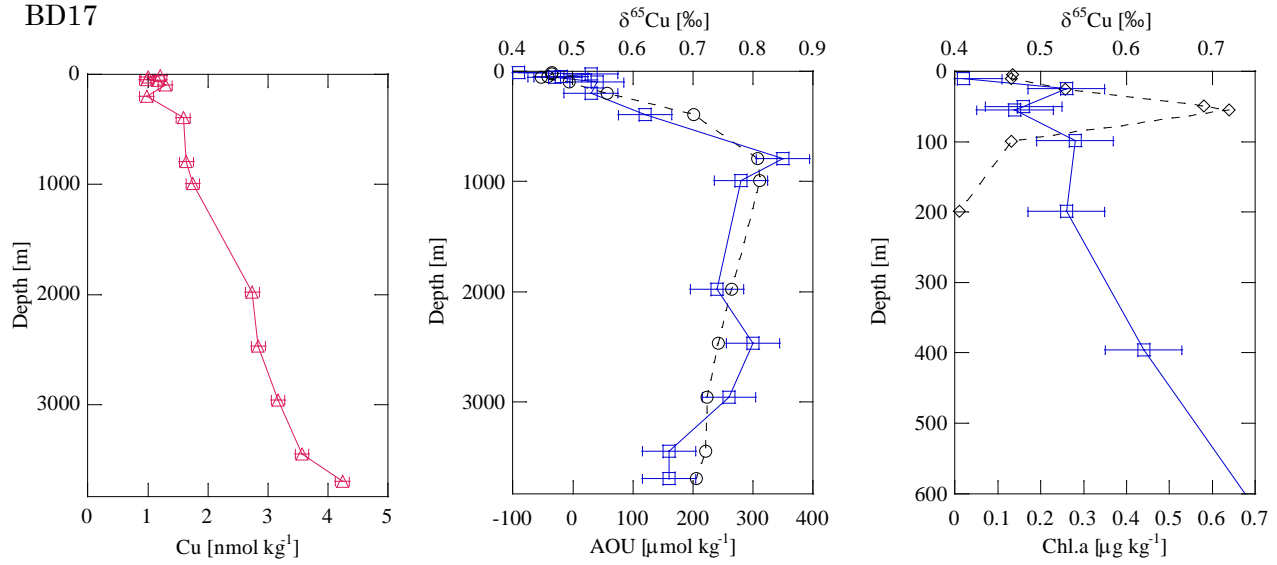 BD17
0
1000
2000
3000
Depth [m]
0 1 2 3 4 5
Cu [nmol kg-1]
δ65Cu [‰]
0.4 0.5 0.6 0.7 0.8 0.9
0
1000
2000
3000
Depth [m]
-100 0 100 200 300 400
AOU [μmol kg-1]
δ65Cu [‰]
0.4 0.5 0.6 0.7
0
100
200
300
400
500
600
Depth [m]
0 0.1 0.2 0.3 0.4 0.5 0.6 0.7
Chl.a [μg kg-1]